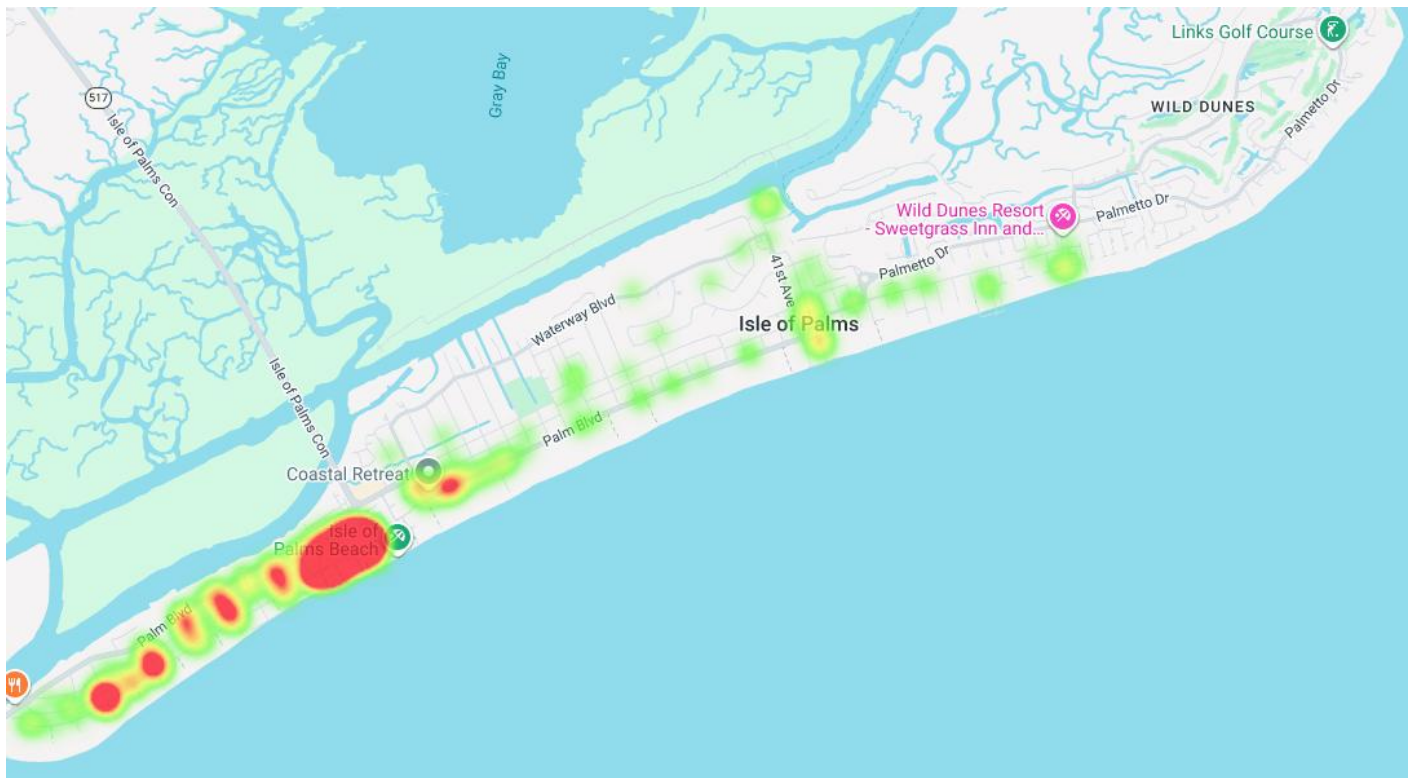 Links Golf Course
517
Gray Bay
WILD DUNES
Isle of Palms Con
Palmetto Dr
Wild Dunes Resort
- Sweetgrass Inn and...
Palmetto Dr
41st Ave
Palmetto Dr
Waterway Blvd
Isle of Palms
Isle of Palms Con
Palm Blvd
Coastal Retreat
Isle of
Palms Beach
Palm Blvd